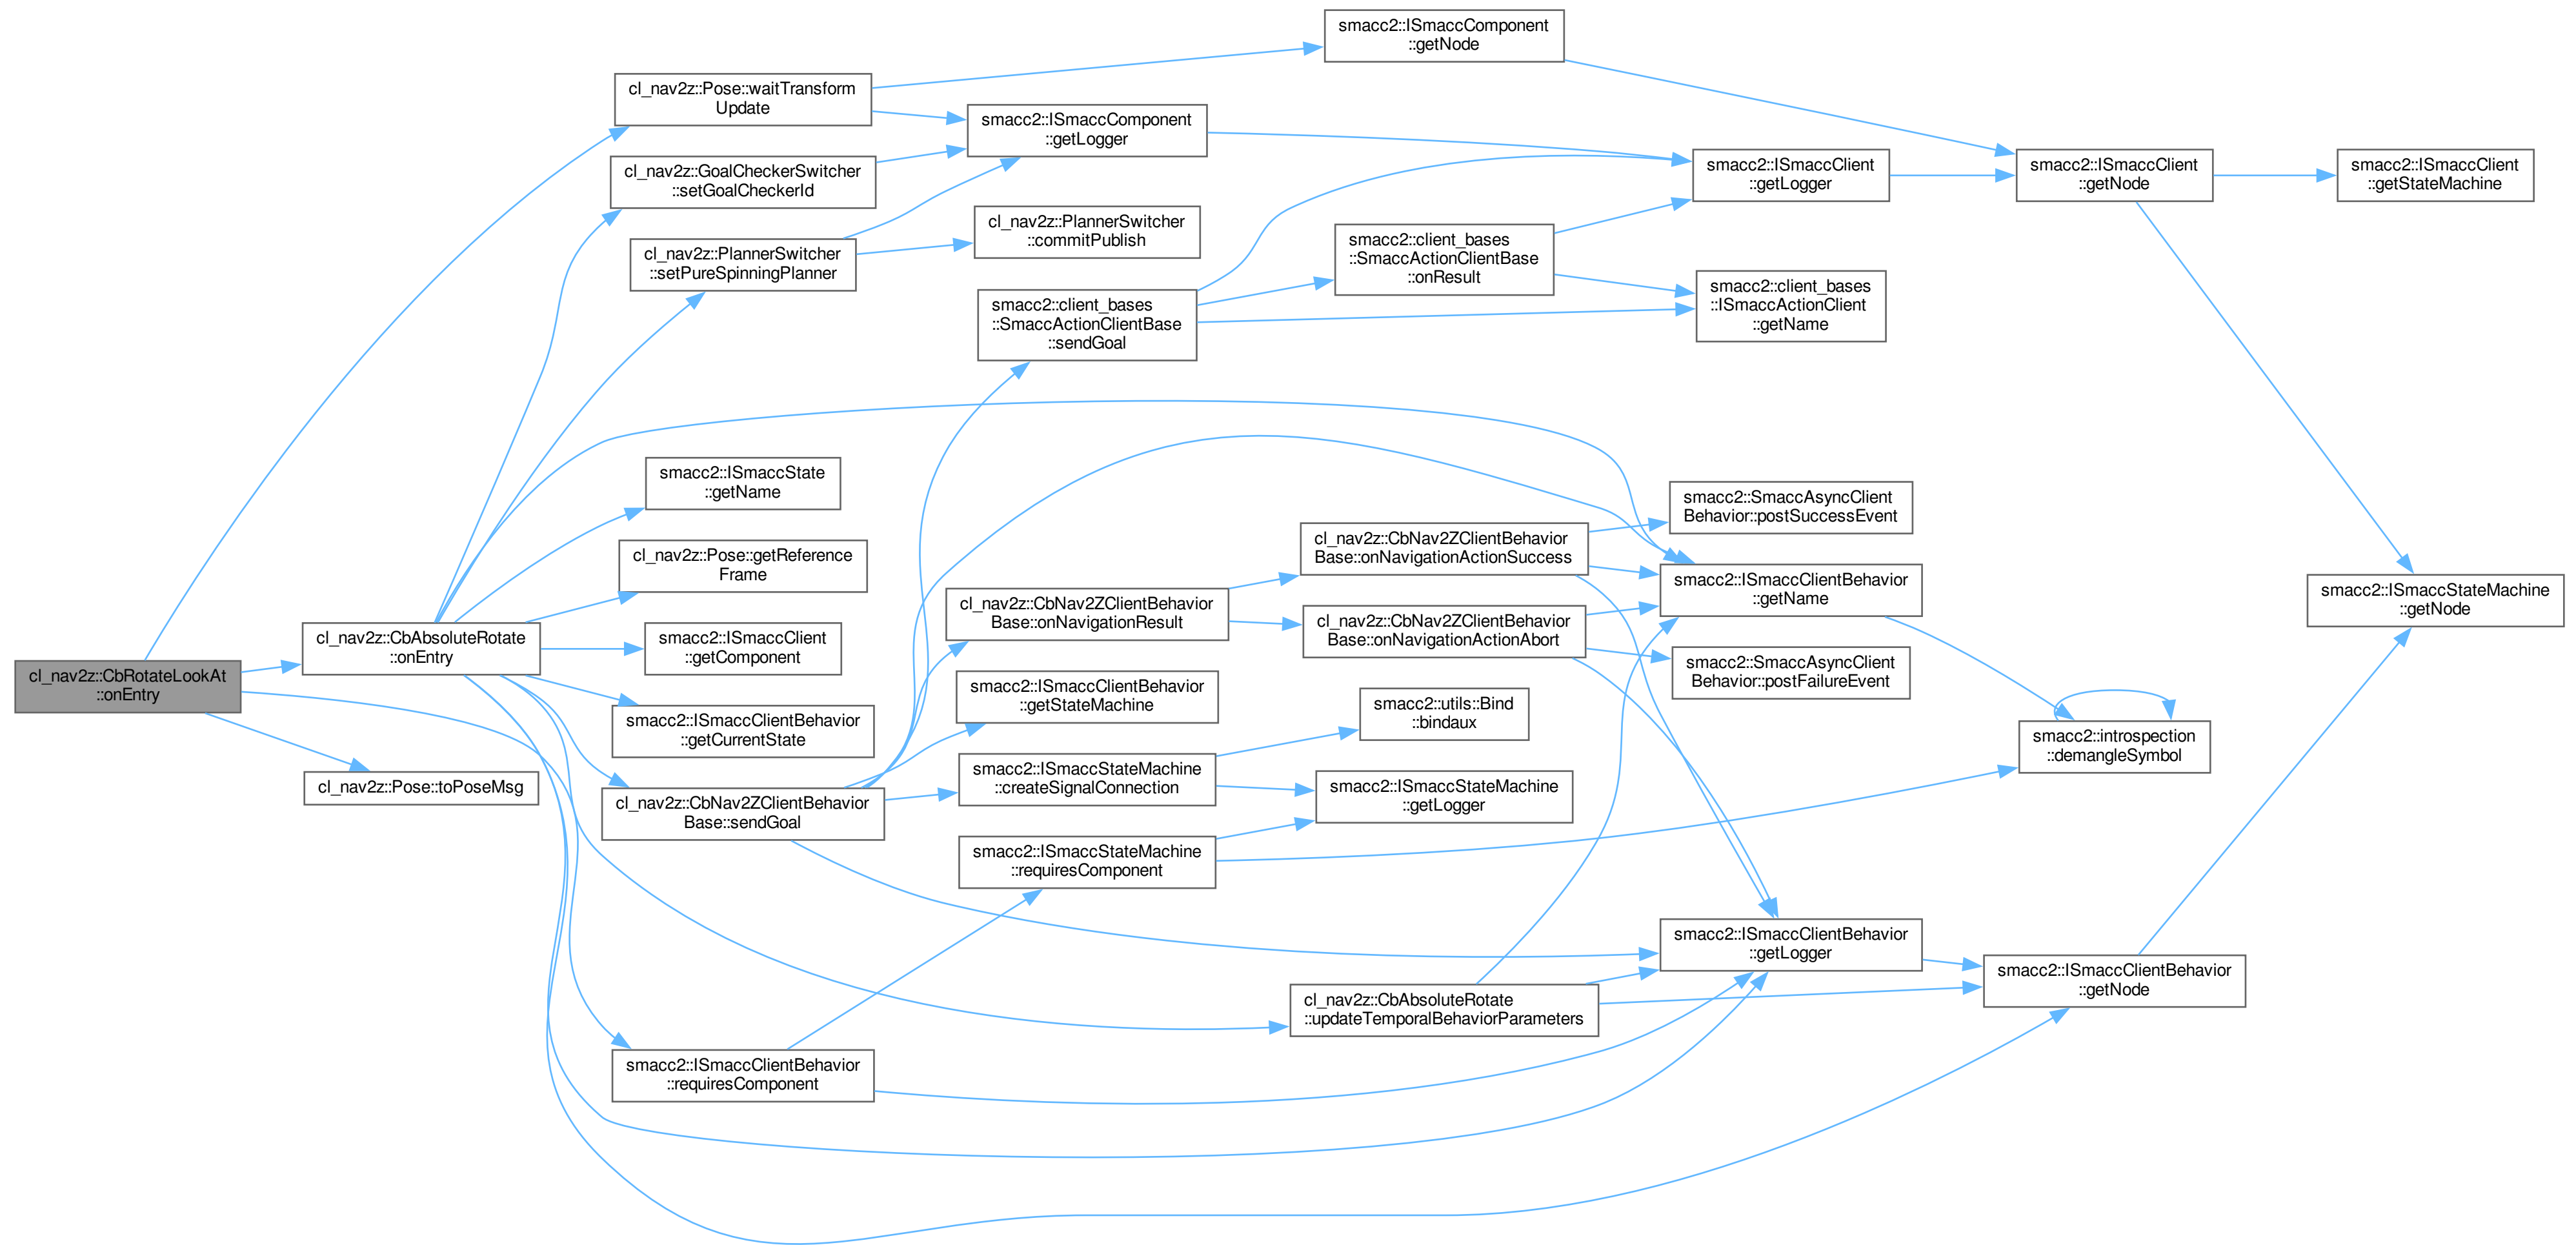 cl_nav2z::CbRotateLookAt
::onEntry
cl_nav2z::CbAbsoluteRotate
::onEntry
cl_nav2z::Pose::toPoseMsg
cl_nav2z::Pose::waitTransform
Update
cl_nav2z::GoalCheckerSwitcher
::setGoalCheckerId
cl_nav2z::PlannerSwitcher
::setPureSpinningPlanner
smacc2::ISmaccState
::getName
cl_nav2z::Pose::getReference
Frame
smacc2::ISmaccClient
::getComponent
smacc2::ISmaccClientBehavior
::getCurrentState
cl_nav2z::CbNav2ZClientBehavior
Base::sendGoal
smacc2::ISmaccClientBehavior
::requiresComponent
smacc2::ISmaccComponent
::getLogger
cl_nav2z::PlannerSwitcher
::commitPublish
smacc2::client_bases
::SmaccActionClientBase
::sendGoal
cl_nav2z::CbNav2ZClientBehavior
Base::onNavigationResult
smacc2::ISmaccClientBehavior
::getStateMachine
smacc2::ISmaccStateMachine
::createSignalConnection
smacc2::ISmaccStateMachine
::requiresComponent
smacc2::ISmaccComponent
::getNode
smacc2::client_bases
::SmaccActionClientBase
::onResult
cl_nav2z::CbNav2ZClientBehavior
Base::onNavigationActionSuccess
cl_nav2z::CbNav2ZClientBehavior
Base::onNavigationActionAbort
smacc2::utils::Bind
::bindaux
smacc2::ISmaccStateMachine
::getLogger
cl_nav2z::CbAbsoluteRotate
::updateTemporalBehaviorParameters
smacc2::ISmaccClient
::getLogger
smacc2::client_bases
::ISmaccActionClient
::getName
smacc2::SmaccAsyncClient
Behavior::postSuccessEvent
smacc2::ISmaccClientBehavior
::getName
smacc2::SmaccAsyncClient
Behavior::postFailureEvent
smacc2::ISmaccClientBehavior
::getLogger
smacc2::ISmaccClient
::getNode
smacc2::introspection
::demangleSymbol
smacc2::ISmaccClientBehavior
::getNode
smacc2::ISmaccClient
::getStateMachine
smacc2::ISmaccStateMachine
::getNode